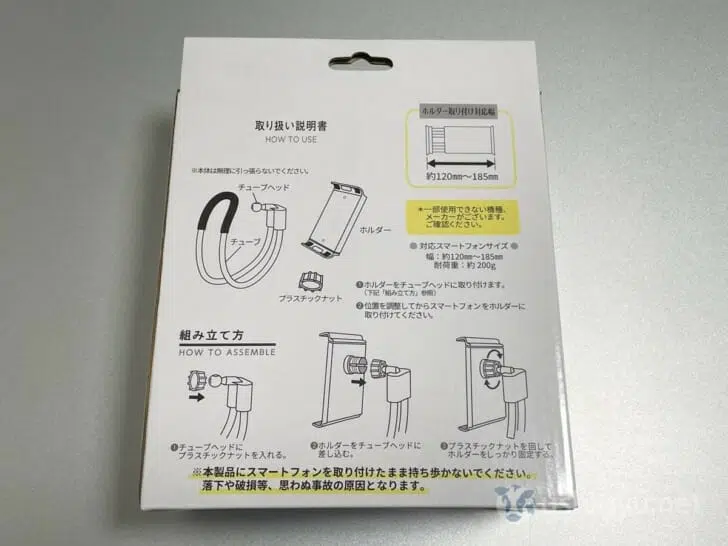 取り扱い説明書
HOW TO USE
※本体は無理に引っ張らないでください。
チューブヘッド
チューブ
ホルダー
プラスチックナット
ホルダー取り付け対応幅
約120mm〜185mm
＊一部使用できない機種、
メーカーがございます。
ご確認ください。
対応スマートフォンサイズ
幅：約120mm〜185mm
耐荷重：約 200g
❶ホルダーをチューブヘッドに取り付けます。
（下記「組み立て方」参照）
❷位置を調整してからスマートフォンをホルダーに
取り付けてください。
組み立て方
HOW TO ASSEMBLE
❶チューブヘッドに
プラスチックナットを入れる。
❷ホルダーをチューブヘッドに
差し込む。
❸プラスチックナットを回して
ホルダーをしっかり固定する。
※本製品にスマートフォンを取り付けたまま持ち歩かないでください。
落下や破損等、思わぬ事故の原因となります。